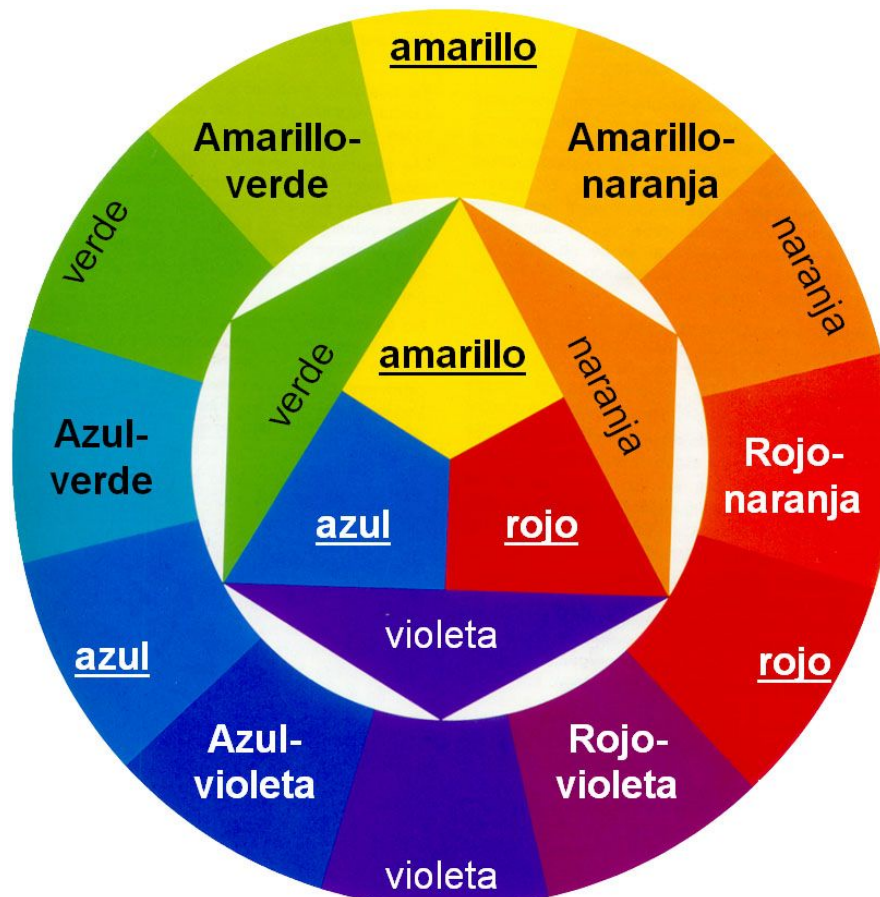 amarillo
Amarillo-
verde
Amarillo-
naranja
verde
naranja
amarillo
verde
naranja
Azul-
verde
Rojo-
naranja
azul
rojo
violeta
azul
rojo
Azul-
violeta
Rojo-
violeta
violeta